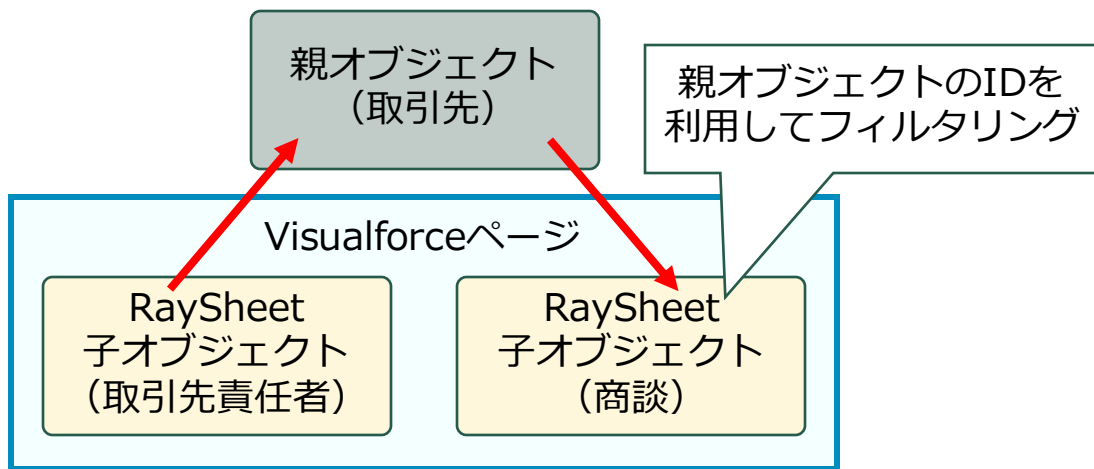 親オブジェクト
（取引先）
親オブジェクトのIDを
利用してフィルタリング
Visualforceページ
RaySheet
子オブジェクト
（取引先責任者）
RaySheet
子オブジェクト
（商談）